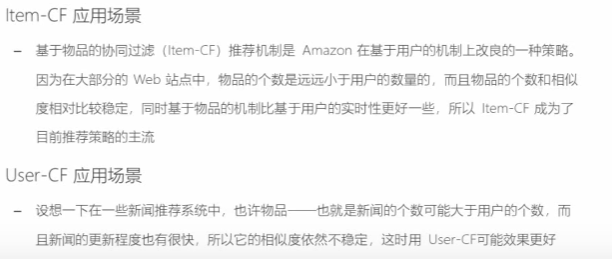 Item-CF 应用场景
– 基于物品的协同过滤（Item-CF）推荐机制是 Amazon 在基于用户的机制上改良的一种策略。
因为在大部分的 Web 站点中，物品的个数是远远小于用户的数量的，而且物品的个数和相似
度相对比较稳定，同时基于物品的机制比基于用户的实时性更好一些，所以 Item-CF 成为了
目前推荐策略的主流
User-CF 应用场景
– 设想一下在一些新闻推荐系统中，也许物品——也就是新闻的个数可能大于用户的个数，而
且新闻的更新程度也有很快，所以它的相似度依然不稳定，这时用 User-CF可能效果更好